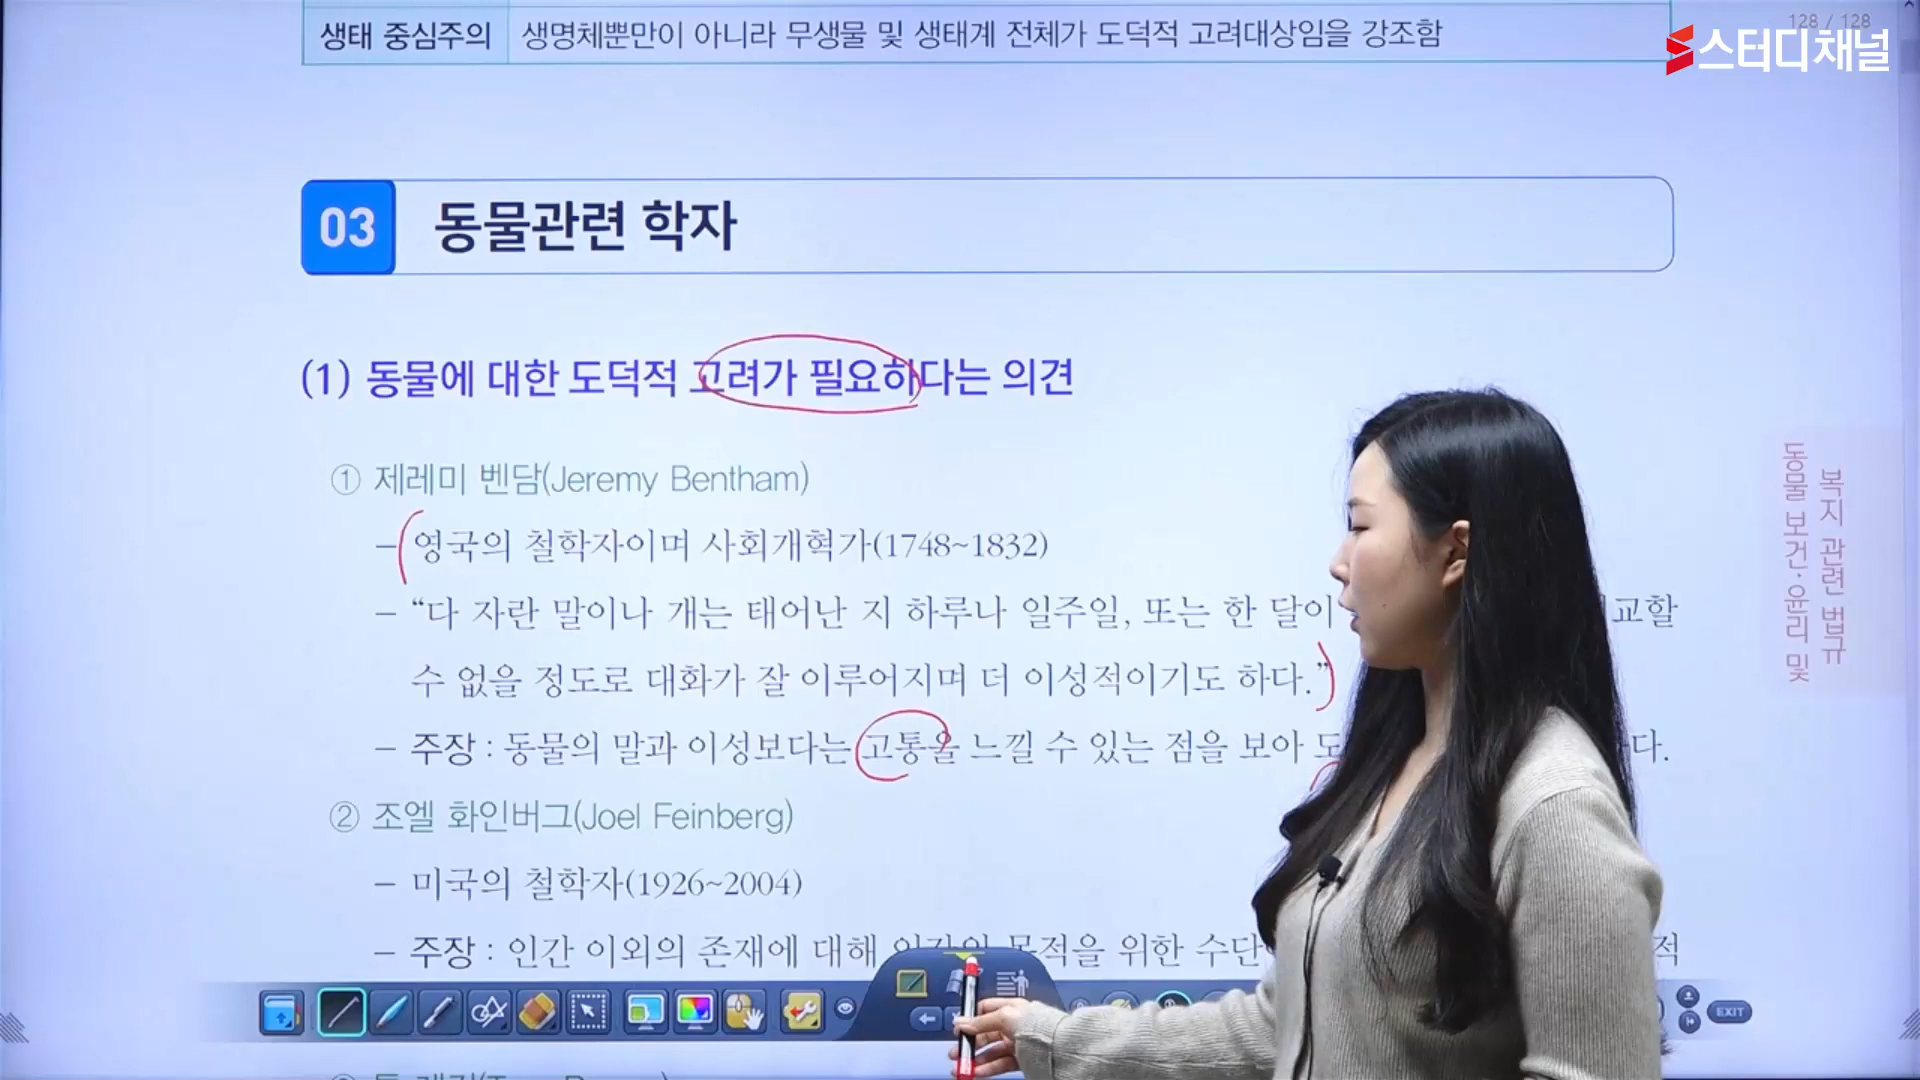 생태 중심주의 생명체뿐만이 아니라 무생물 및 생태계 전체가 도덕적 고려대상임을 강조함
128 / 128
스터디채널
03 동물관련 학자
(1) 동물에 대한 도덕적 고려가 필요하다는 의견
① 제레미 벤담(Jeremy Bentham)
– 영국의 철학자이며 사회개혁가(1748~1832)
– “다 자란 말이나 개는 태어난 지 하루나 일주일, 또는 한 달이 교할
수 없을 정도로 대화가 잘 이루어지며 더 이성적이기도 하다.”
– 주장 : 동물의 말과 이성보다는 고통을 느낄 수 있는 점을 보아 다.
② 조엘 화인버그(Joel Feinberg)
– 미국의 철학자(1926~2004)
– 주장 : 인간 이외의 존재에 대해 인간의 목적을 위한 적
동물 보건·윤리 및
복지 관련 법규
EXIT